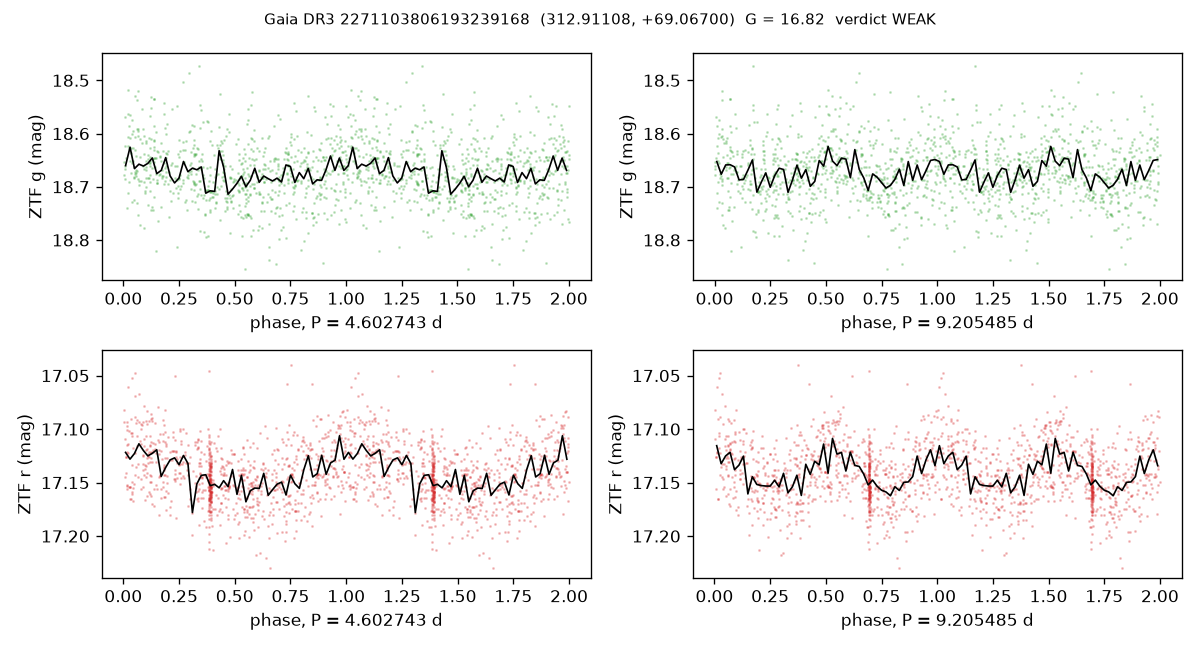 Gaia DR3 2271103806193239168  (312.91108, +69.06700)  G = 16.82  verdict WEAK
ZTF g (mag)
18.5
18.6
18.7
18.8
0.00 0.25 0.50 0.75 1.00 1.25 1.50 1.75 2.00
phase, P = 4.602743 d
ZTF g (mag)
18.5
18.6
18.7
18.8
0.00 0.25 0.50 0.75 1.00 1.25 1.50 1.75 2.00
phase, P = 9.205485 d
ZTF r (mag)
17.05
17.10
17.15
17.20
0.00 0.25 0.50 0.75 1.00 1.25 1.50 1.75 2.00
phase, P = 4.602743 d
ZTF r (mag)
17.05
17.10
17.15
17.20
0.00 0.25 0.50 0.75 1.00 1.25 1.50 1.75 2.00
phase, P = 9.205485 d